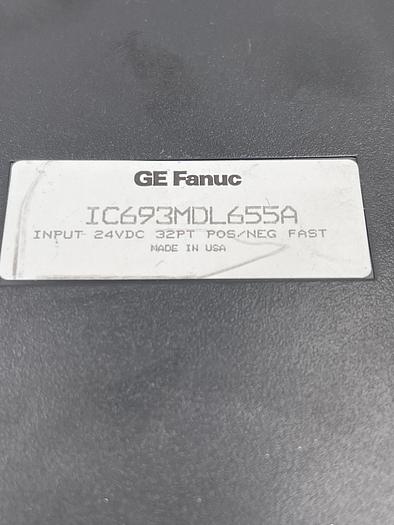 GE Fanuc
IC693MDL655A
INPUT 24VDC 32PT POS/NEG FAST
MADE IN USA